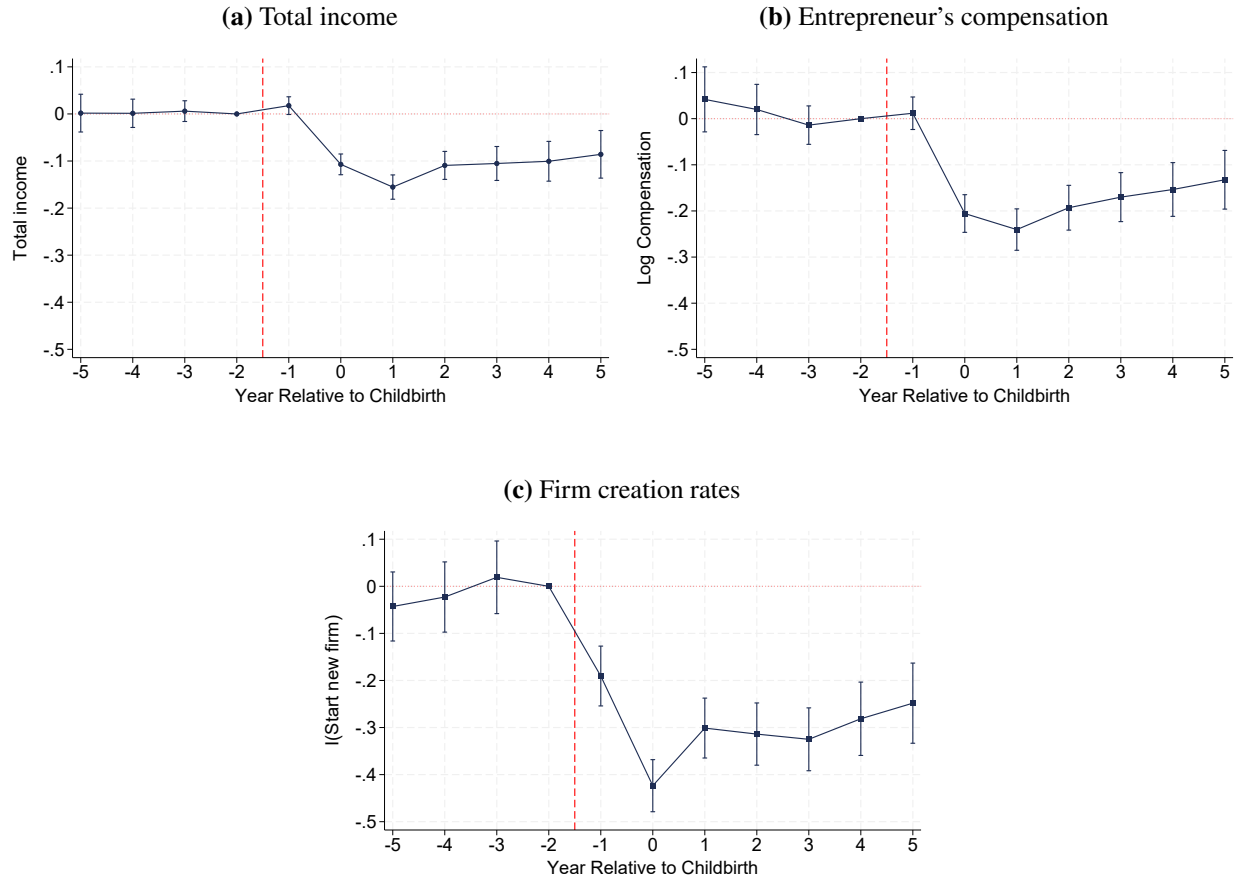 (a) Total income
.1
0
-.1
-.2
-.3
-.4
-.5
Total income
-5 -4 -3 -2 -1 0 1 2 3 4 5
Year Relative to Childbirth
(b) Entrepreneur's compensation
.1
0
-.1
-.2
-.3
-.4
-.5
Log Compensation
-5 -4 -3 -2 -1 0 1 2 3 4 5
Year Relative to Childbirth
(c) Firm creation rates
.1
0
-.1
-.2
-.3
-.4
-.5
I(Start new firm)
-5 -4 -3 -2 -1 0 1 2 3 4 5
Year Relative to Childbirth